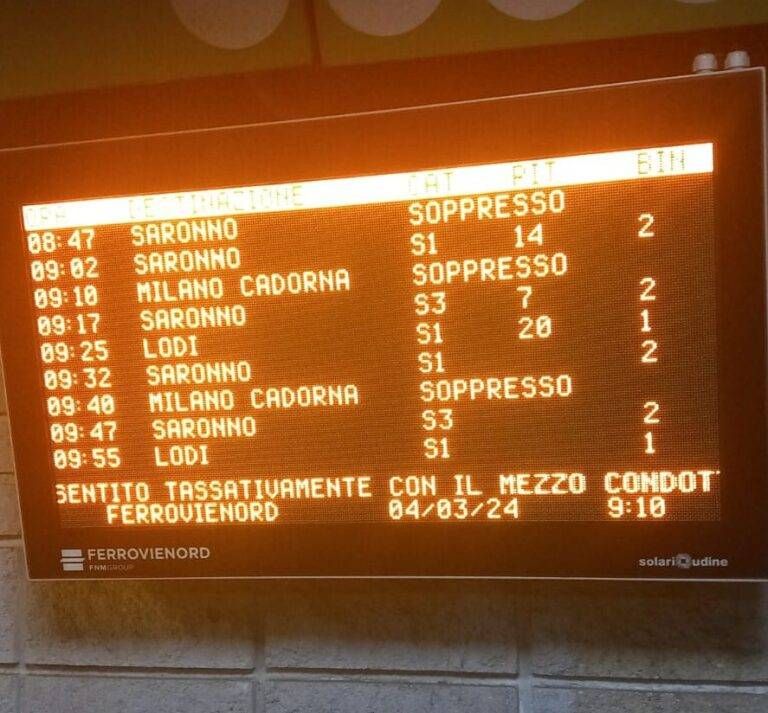 ORA DESTINAZIONE CAT RIT BIN
08:47 SARONNO SOPPRESSO
09:02 SARONNO S1 14 2
09:10 MILANO CADORNA SOPPRESSO
09:17 SARONNO S3 7 2
09:25 LODI S1 20 1
09:32 SARONNO S1 2
09:40 MILANO CADORNA SOPPRESSO
09:47 SARONNO S3 2
09:55 LODI S1 1
SENTITO TASSATIVAMENTE CON IL MEZZO CONDOTT
FERROVIENORD 04/03/24 9:10
FERROVIENORD
FNMGROUP
solari udine